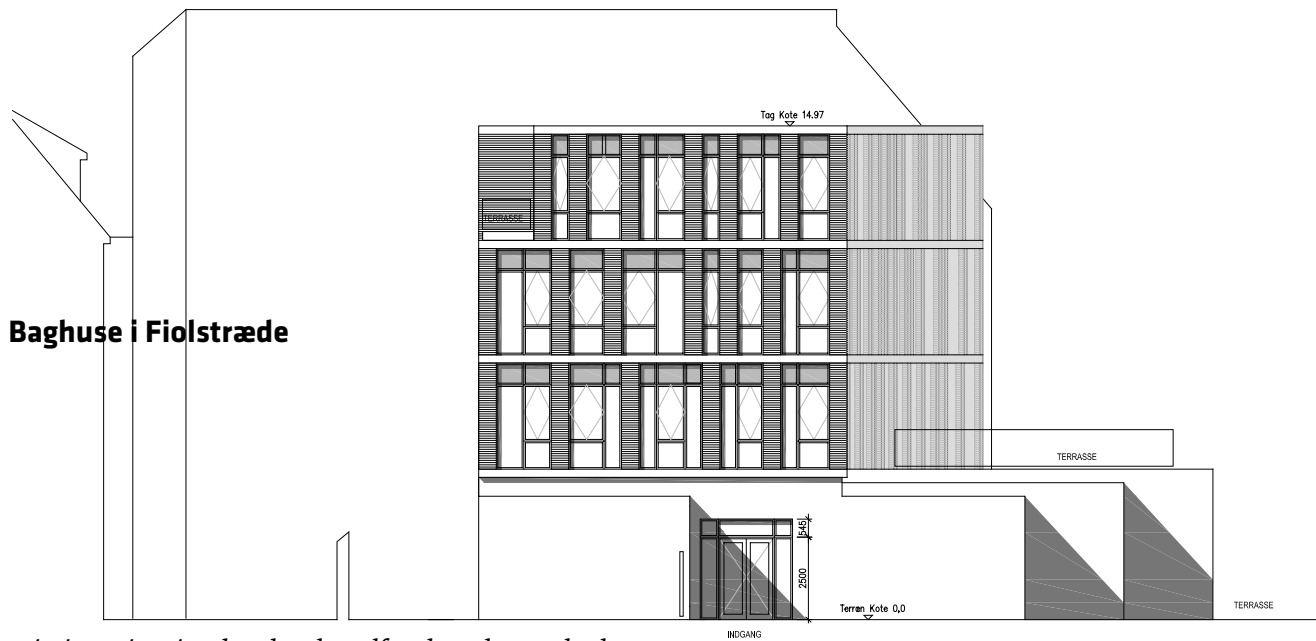 Tag Kote 14.97
TERRASSE
Baghuse i Fiolstræde
TERRASSE
545
2500
Terræn Kote 0,0
TERRASSE
INDGANG